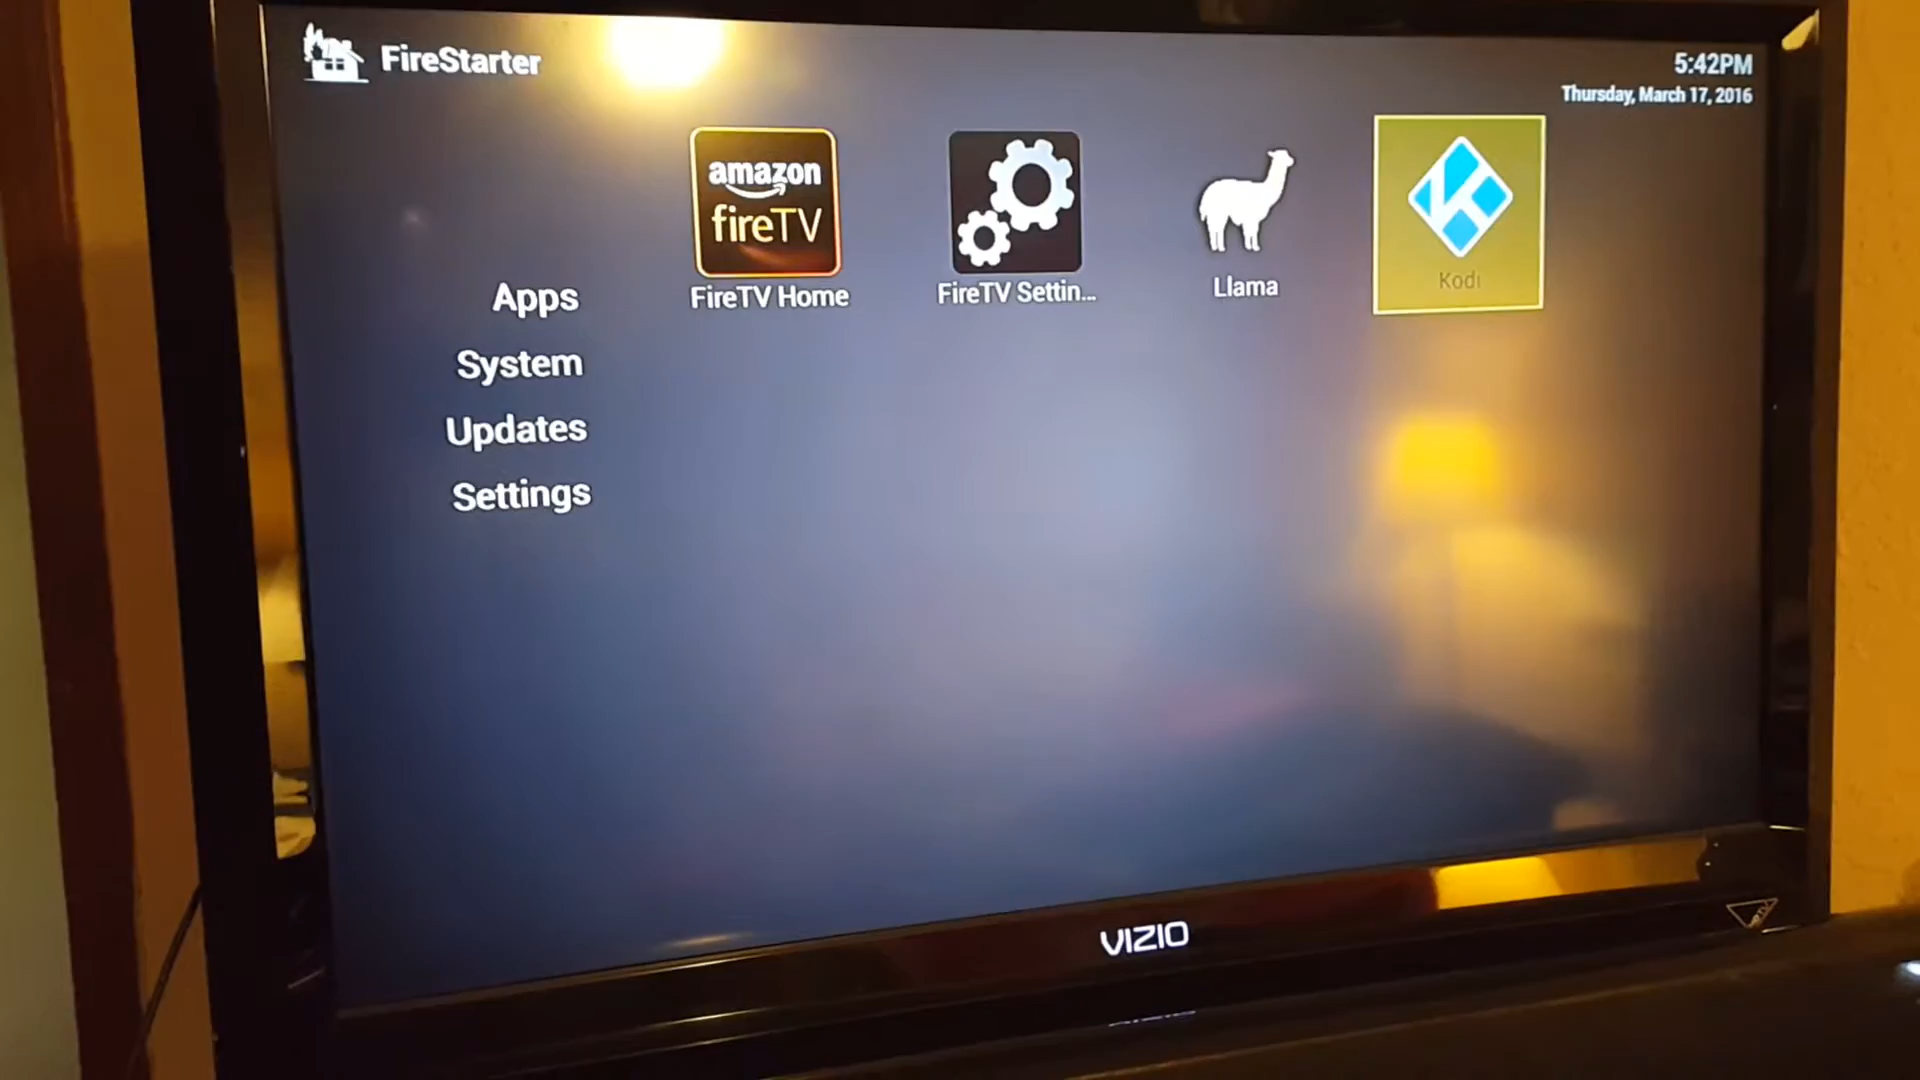 FireStarter
5:42PM
Thursday, March 17, 2016
amazon
fireTV
FireTV Home
FireTV Settin...
Llama
Kodi
Apps
System
Updates
Settings
VIZIO